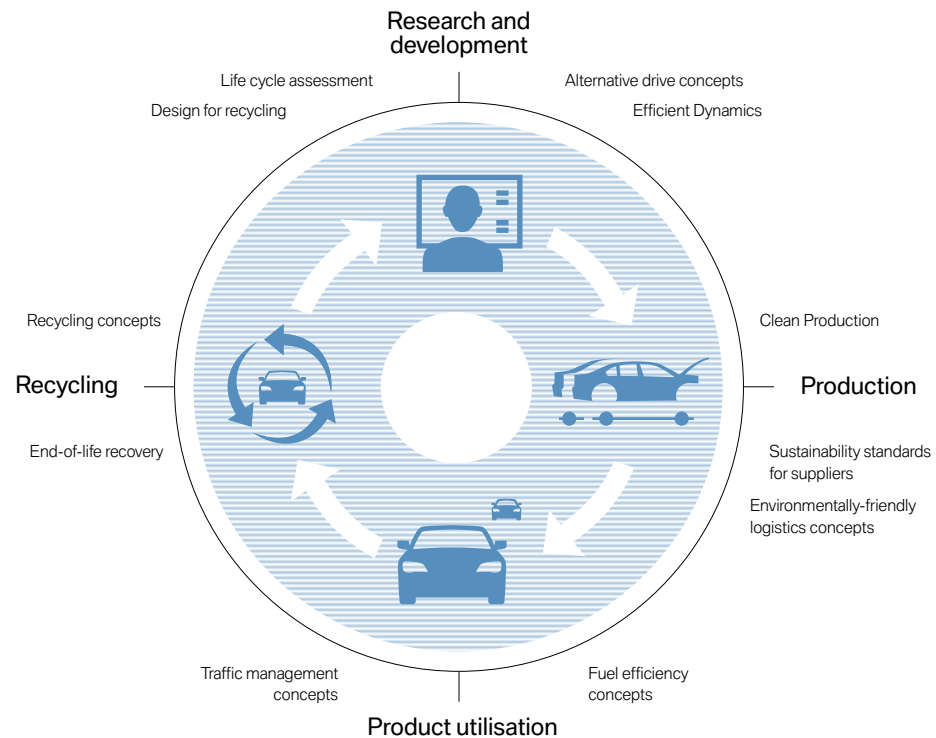 Research and
development
Life cycle assessment
Alternative drive concepts
Design for recycling
Efficient Dynamics
Recycling concepts
Clean Production
Recycling
Production
End-of-life recovery
Sustainability standards
for suppliers
Environmentally-friendly
logistics concepts
Traffic management
concepts
Fuel efficiency
concepts
Product utilisation